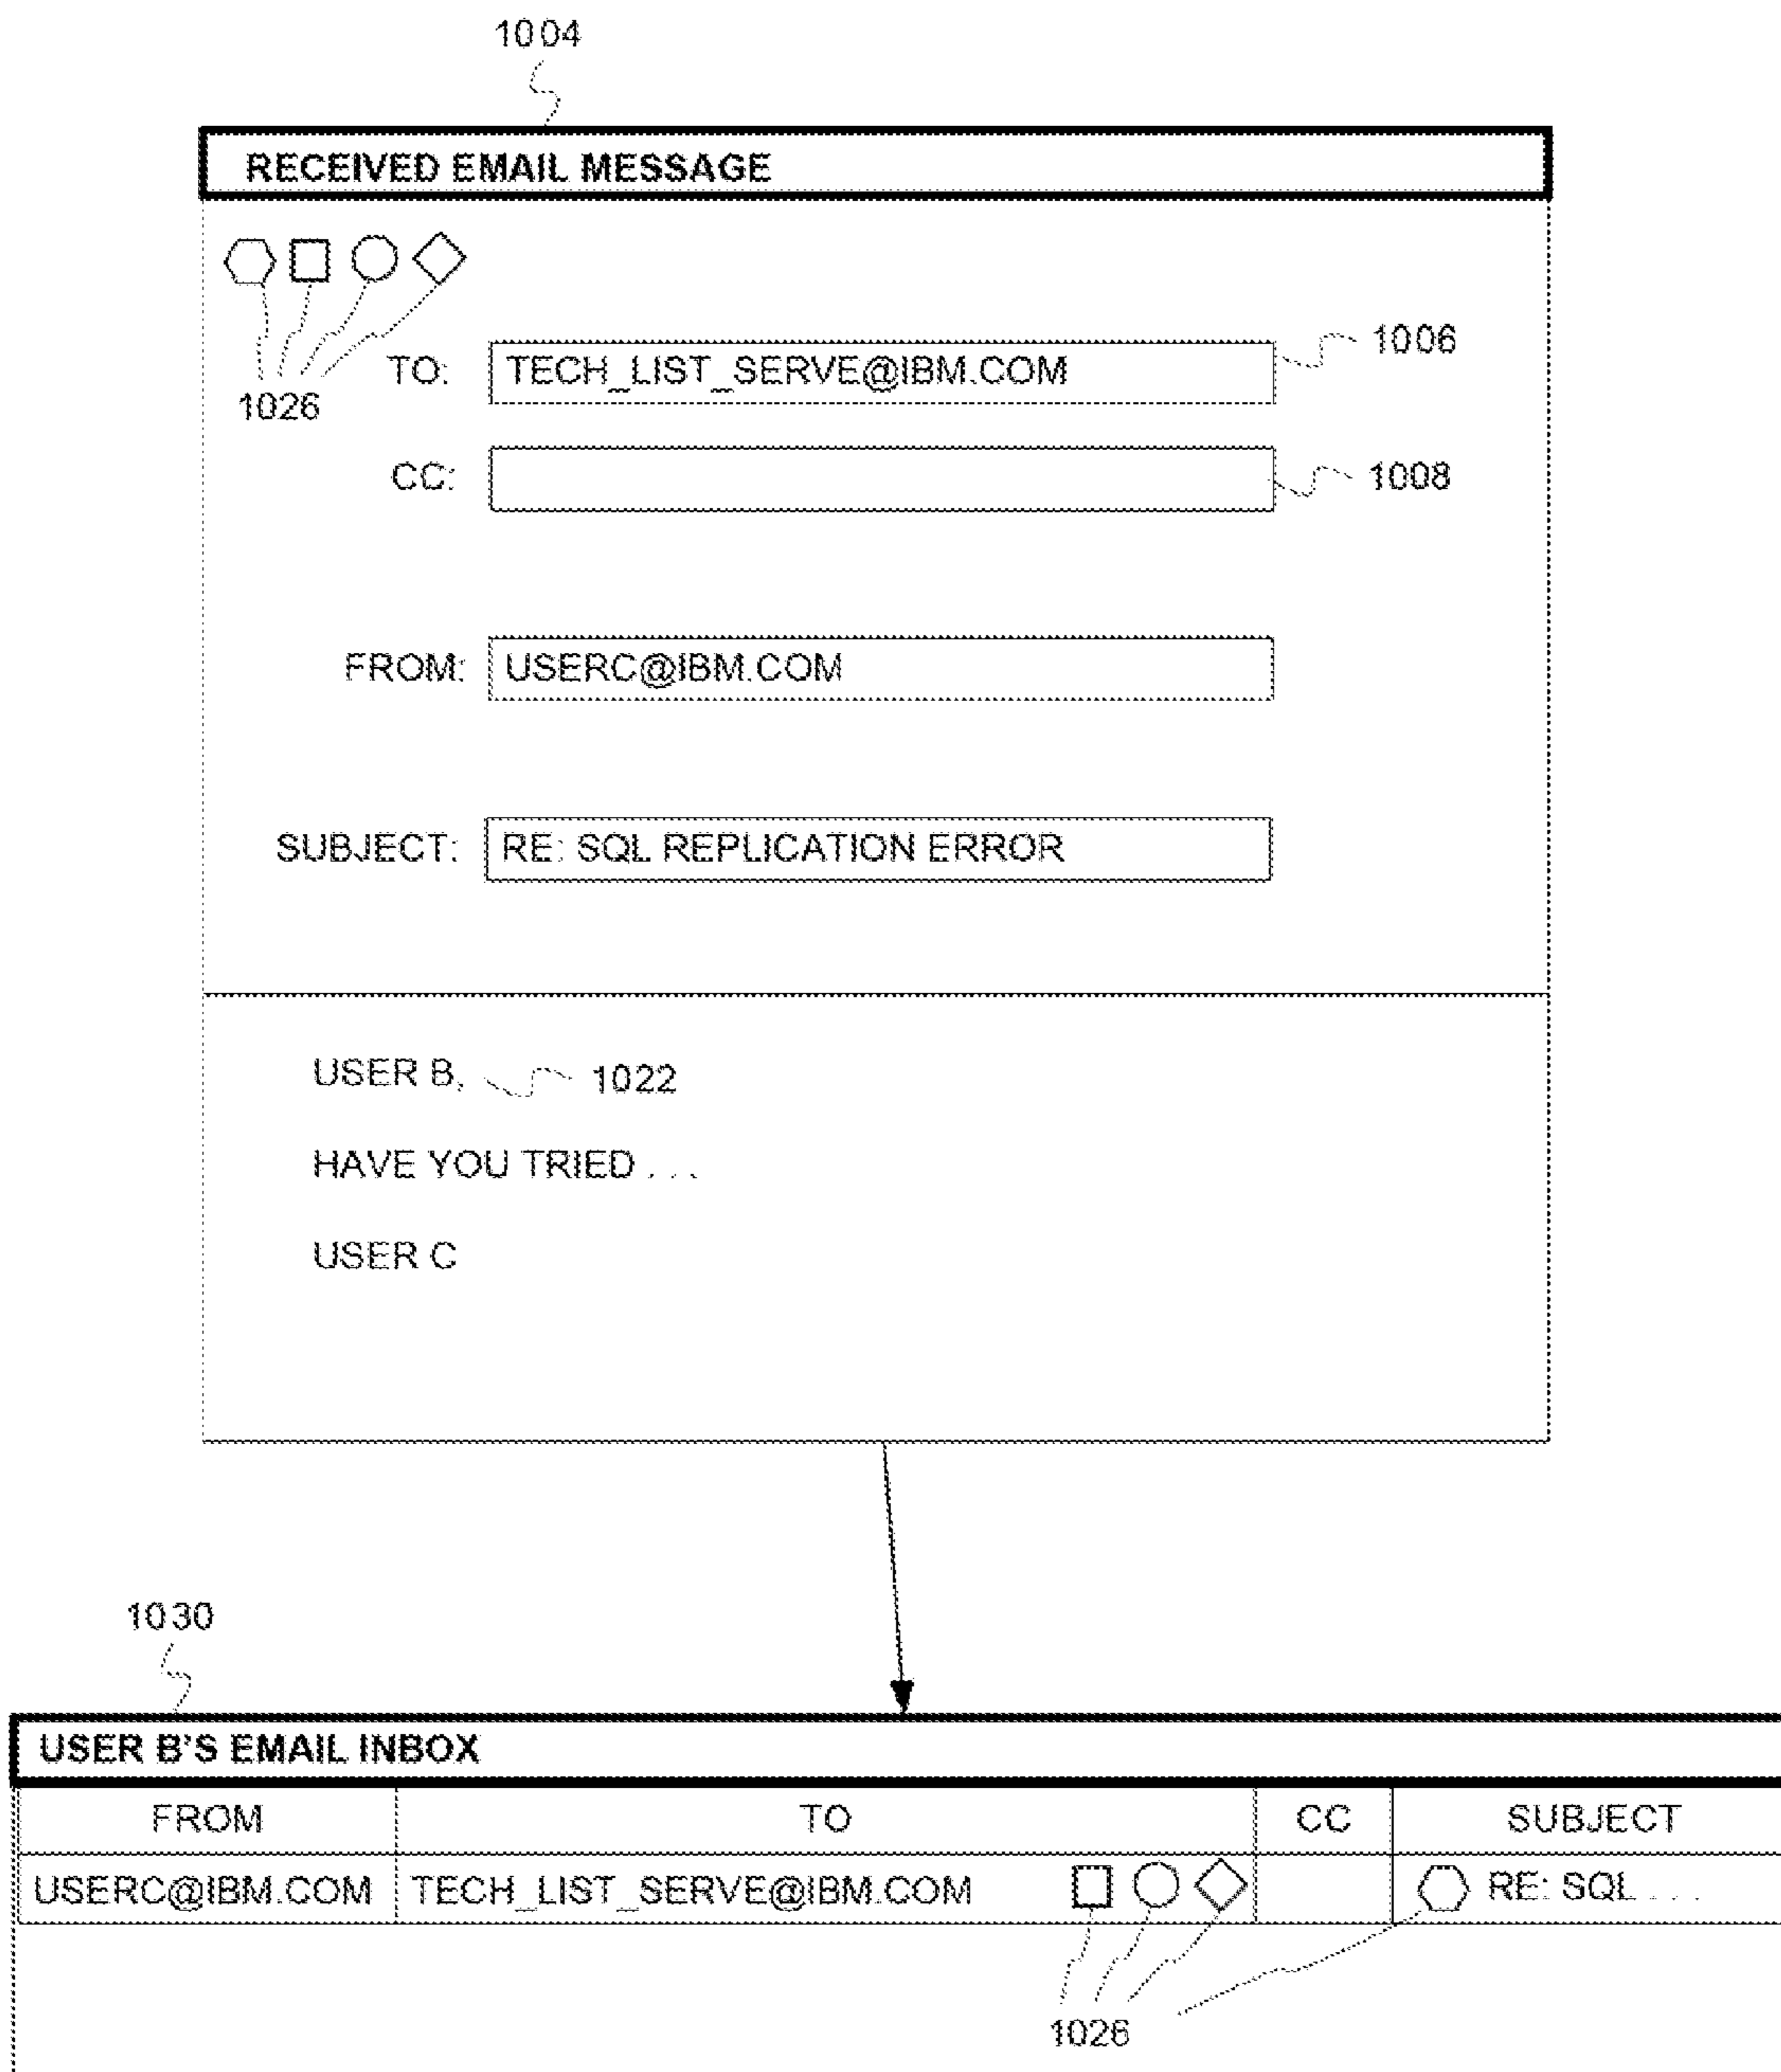 1004
RECEIVED EMAIL MESSAGE
1026
TO: TECH_LIST_SERVE@IBM.COM 1006
CC: 1008
FROM: USERC@IBM.COM
SUBJECT: RE: SQL REPLICATION ERROR
USER B, 1022
HAVE YOU TRIED . . .
USER C
1030
USER B'S EMAIL INBOX
FROM TO CC SUBJECT
USERC@IBM.COM TECH_LIST_SERVE@IBM.COM RE: SQL . . .
1026